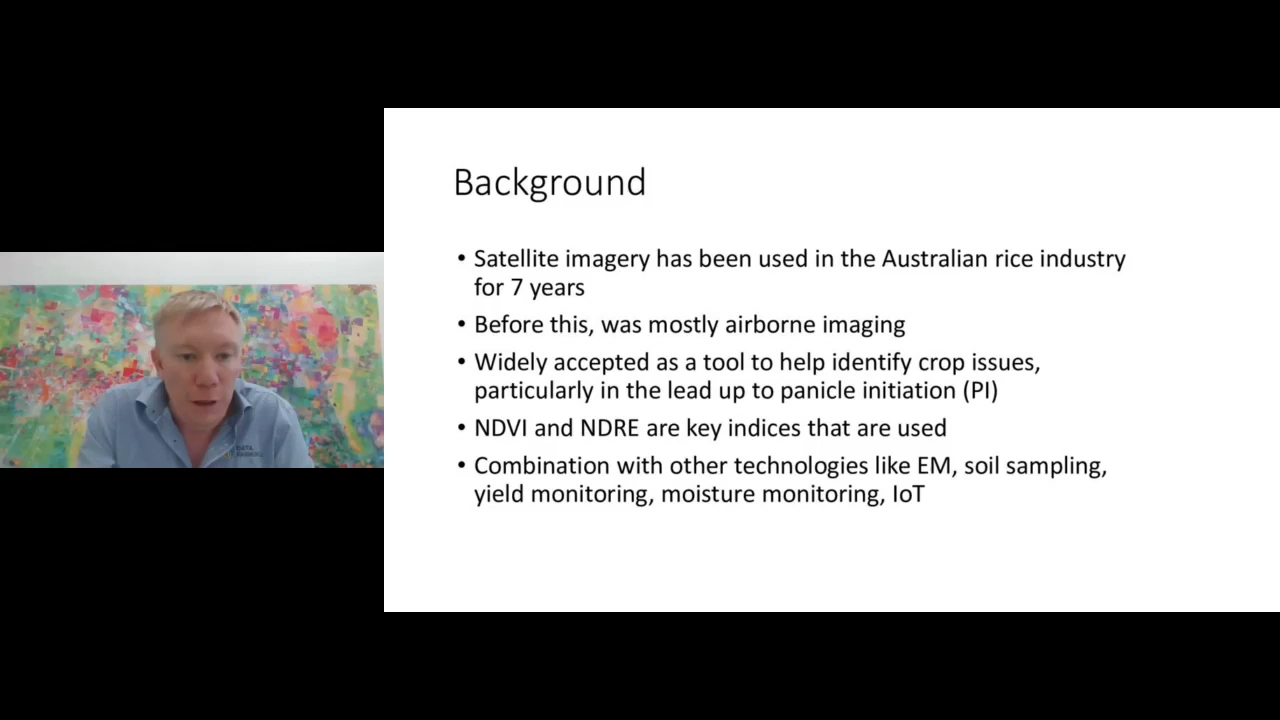 Background
• Satellite imagery has been used in the Australian rice industry
for 7 years
• Before this, was mostly airborne imaging
• Widely accepted as a tool to help identify crop issues,
particularly in the lead up to panicle initiation (PI)
• NDVI and NDRE are key indices that are used
• Combination with other technologies like EM, soil sampling,
yield monitoring, moisture monitoring, IoT
DATA